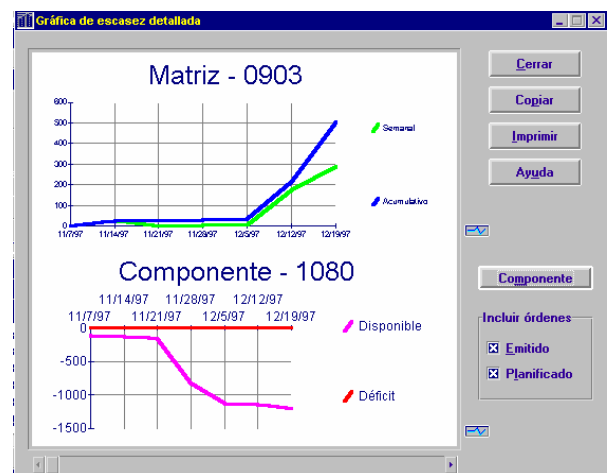 Gráfica de escasez detallada
Matriz - 0903
600
500
400
300
200
100
0
11/7/97 11/14/97 11/21/97 11/28/97 12/5/97 12/12/97 12/19/97
Semanal
Acumulativo
Componente - 1080
11/14/97 11/28/97 12/12/97
11/7/97 11/21/97 12/5/97 12/19/97
0
-500
-1000
-1500
Disponible
Déficit
Cerrar
Copiar
Imprimir
Ayuda
Componente
Incluir órdenes
Emitido
Planificado